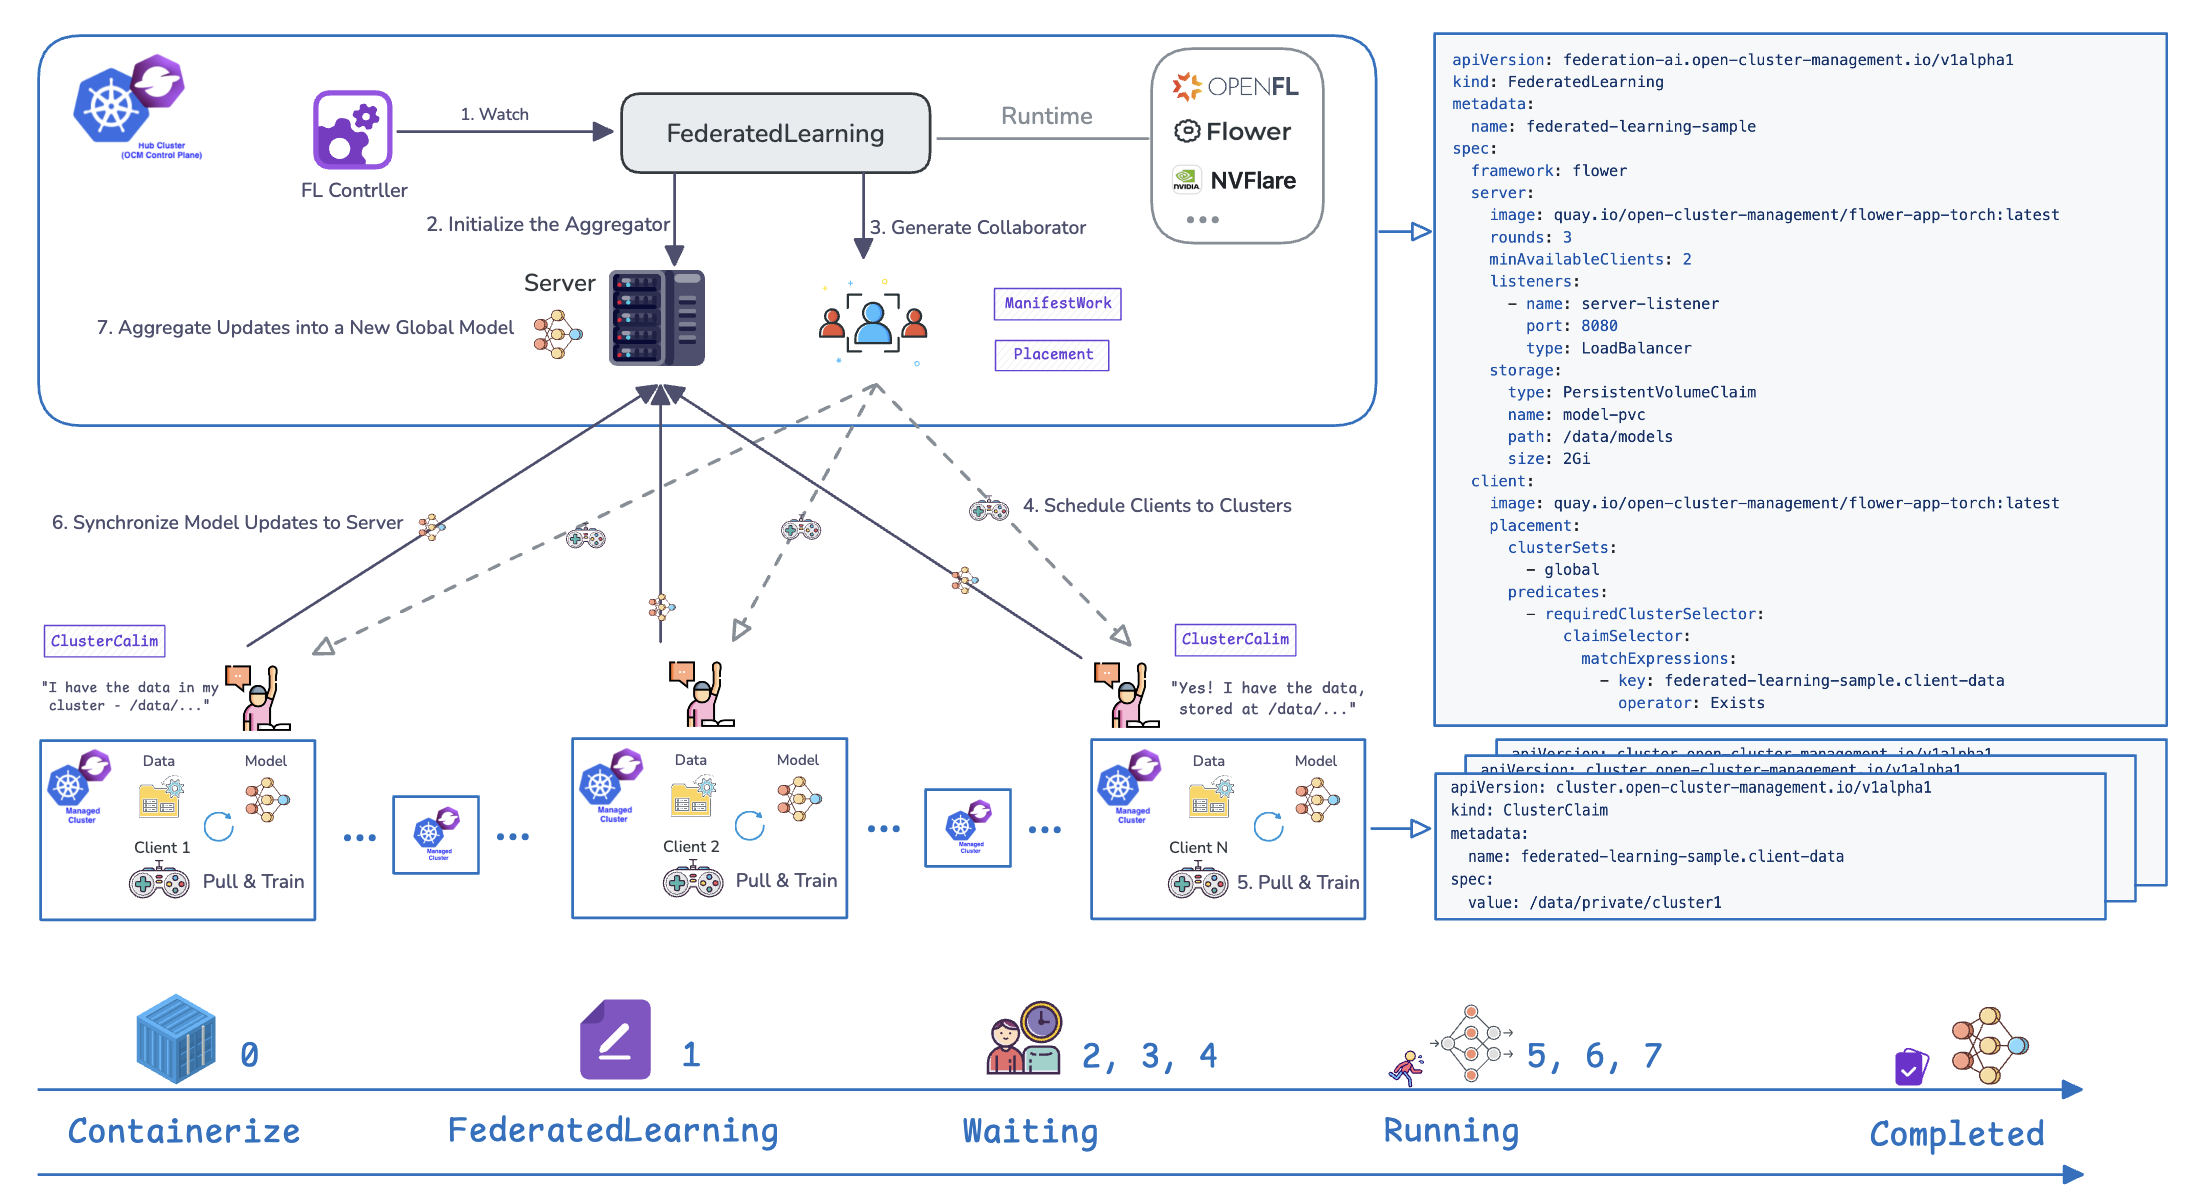 Hub Cluster
(OCM Control Plane)
FL Contrller
1. Watch
FederatedLearning
Runtime
OPENFL
Flower
NVIDIA
NVFlare
2. Initialize the Aggregator
3. Generate Collaborator
Server
7. Aggregate Updates into a New Global Model
ManifestWork
Placement
6. Synchronize Model Updates to Server
4. Schedule Clients to Clusters
ClusterCalim
"I have the data in my
cluster - /data/..."
ClusterCalim
"Yes! I have the data,
stored at /data/..."
Managed
Cluster
Data
Model
Client 1
Pull & Train
...
Managed
Cluster
...
Managed
Cluster
Data
Model
Client 2
Pull & Train
...
Managed
Cluster
...
Managed
Cluster
Data
Model
Client N
5. Pull & Train
apiVersion: federation-ai.open-cluster-management.io/v1alpha1
kind: FederatedLearning
metadata:
  name: federated-learning-sample
spec:
  framework: flower
  server:
    image: quay.io/open-cluster-management/flower-app-torch:latest
    rounds: 3
    minAvailableClients: 2
    listeners:
      - name: server-listener
        port: 8080
        type: LoadBalancer
    storage:
      type: PersistentVolumeClaim
      name: model-pvc
      path: /data/models
      size: 2Gi
  client:
    image: quay.io/open-cluster-management/flower-app-torch:latest
    placement:
      clusterSets:
        - global
      predicates:
        - requiredClusterSelector:
            claimSelector:
              matchExpressions:
                - key: federated-learning-sample.client-data
                  operator: Exists
apiVersion: cluster.open-cluster-management.io/v1alpha1
apiVersion: cluster.open-cluster-management.io/v1alpha1
apiVersion: cluster.open-cluster-management.io/v1alpha1
kind: ClusterClaim
metadata:
  name: federated-learning-sample.client-data
spec:
  value: /data/private/cluster1
0
1
2, 3, 4
5, 6, 7
Containerize
FederatedLearning
Waiting
Running
Completed